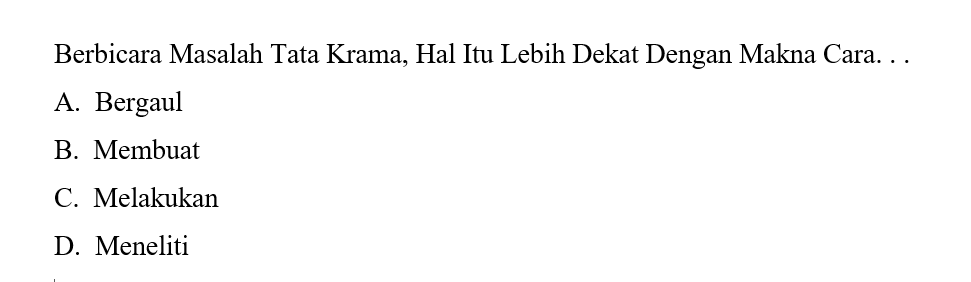 Berbicara Masalah Tata Krama, Hal Itu Lebih Dekat Dengan Makna Cara. . .
A. Bergaul
B. Membuat
C. Melakukan
D. Meneliti